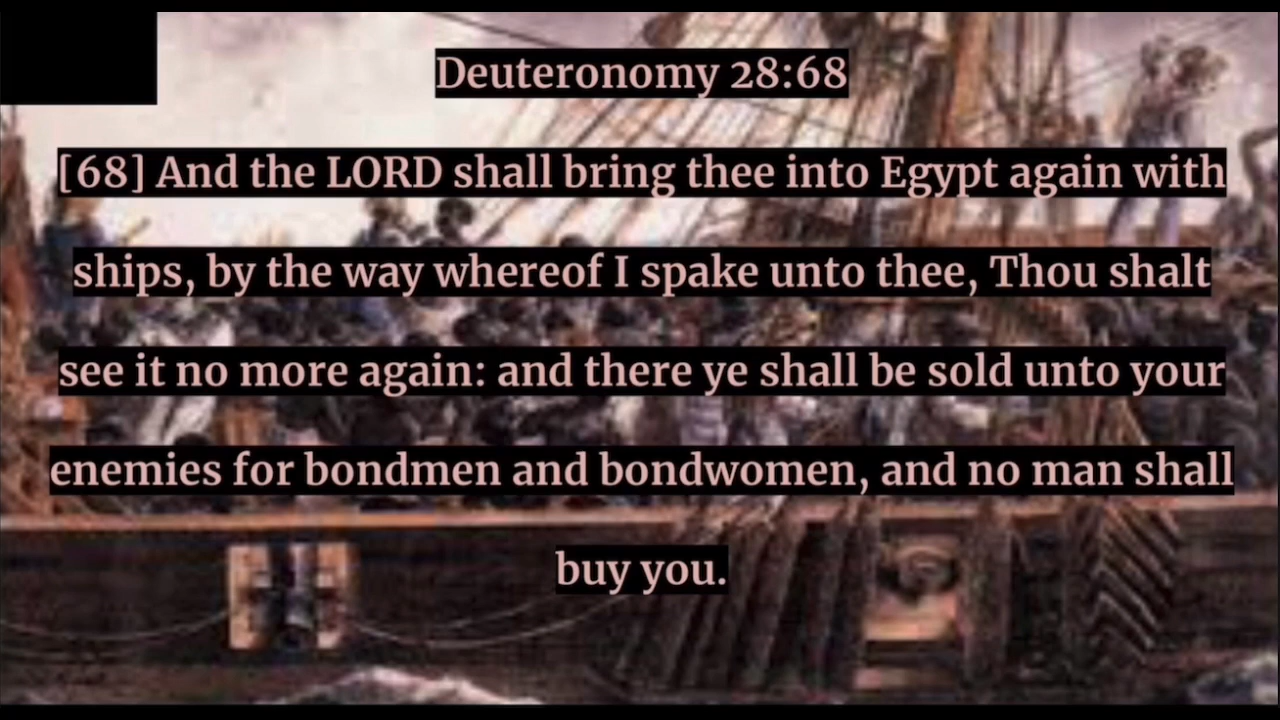 Deuteronomy 28:68
[68] And the LORD shall bring thee into Egypt again with
ships, by the way whereof I spake unto thee, Thou shalt
see it no more again: and there ye shall be sold unto your
enemies for bondmen and bondwomen, and no man shall
buy you.